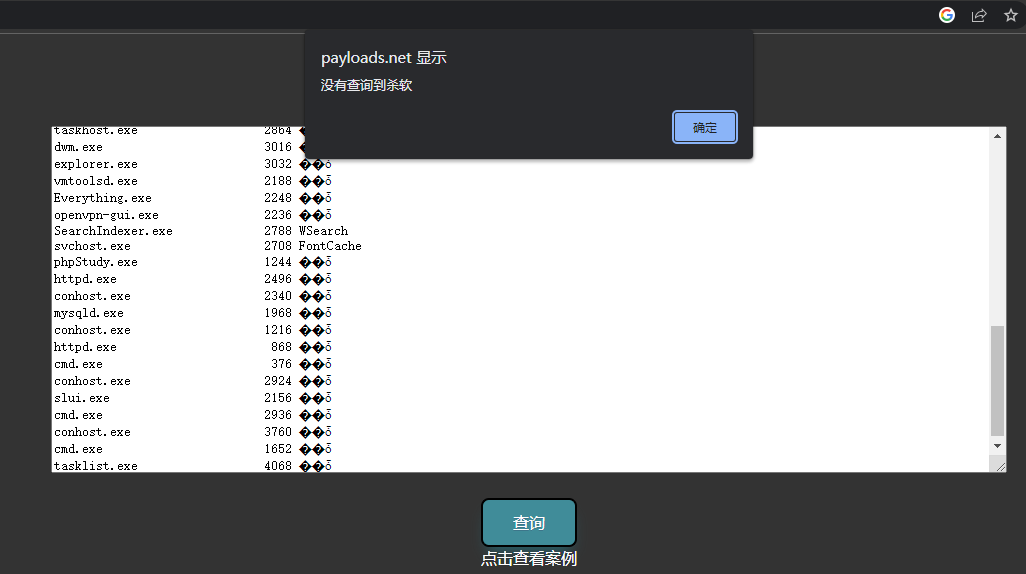 payloads.net 显示
没有查询到杀软
确定
taskhost.exe 2864
dwm.exe 3016
explorer.exe 3032 ��δ
vmtoolsd.exe 2188 ��δ
Everything.exe 2248 ��δ
openvpn-gui.exe 2236 ��δ
SearchIndexer.exe 2788 WSearch
svchost.exe 2708 FontCache
phpStudy.exe 1244 ��δ
httpd.exe 2496 ��δ
conhost.exe 2340 ��δ
mysqld.exe 1968 ��δ
conhost.exe 1216 ��δ
httpd.exe 868 ��δ
cmd.exe 376 ��δ
conhost.exe 2924 ��δ
slui.exe 2156 ��δ
cmd.exe 2936 ��δ
conhost.exe 3760 ��δ
cmd.exe 1652 ��δ
tasklist.exe 4068 ��δ
查询
点击查看案例